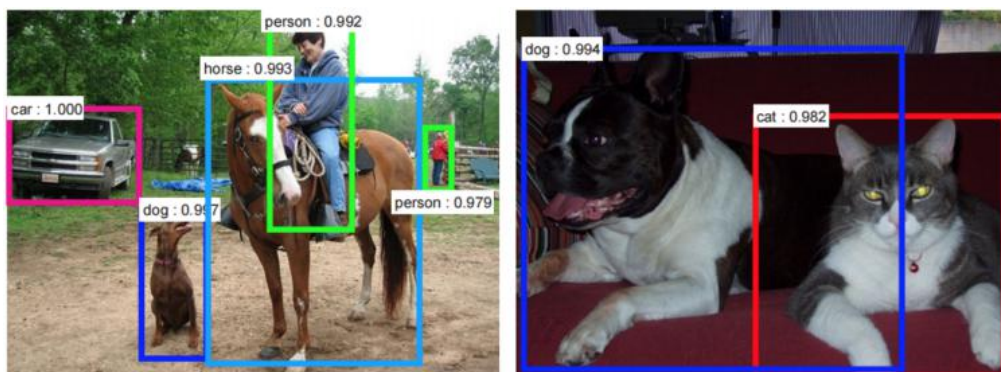 person : 0.992
horse : 0.993
car : 1.000
dog : 0.997
person : 0.979
dog : 0.994
cat : 0.982